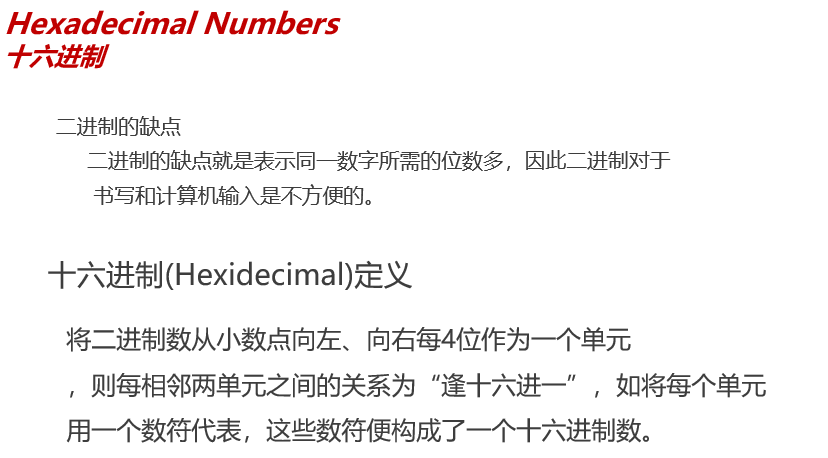 Hexadecimal Numbers
十六进制
二进制的缺点
二进制的缺点就是表示同一数字所需的位数多，因此二进制对于
书写和计算机输入是不方便的。
十六进制(Hexidecimal)定义
将二进制数从小数点向左、向右每4位作为一个单元
，则每相邻两单元之间的关系为“逢十六进一”，如将每个单元
用一个数符代表，这些数符便构成了一个十六进制数。